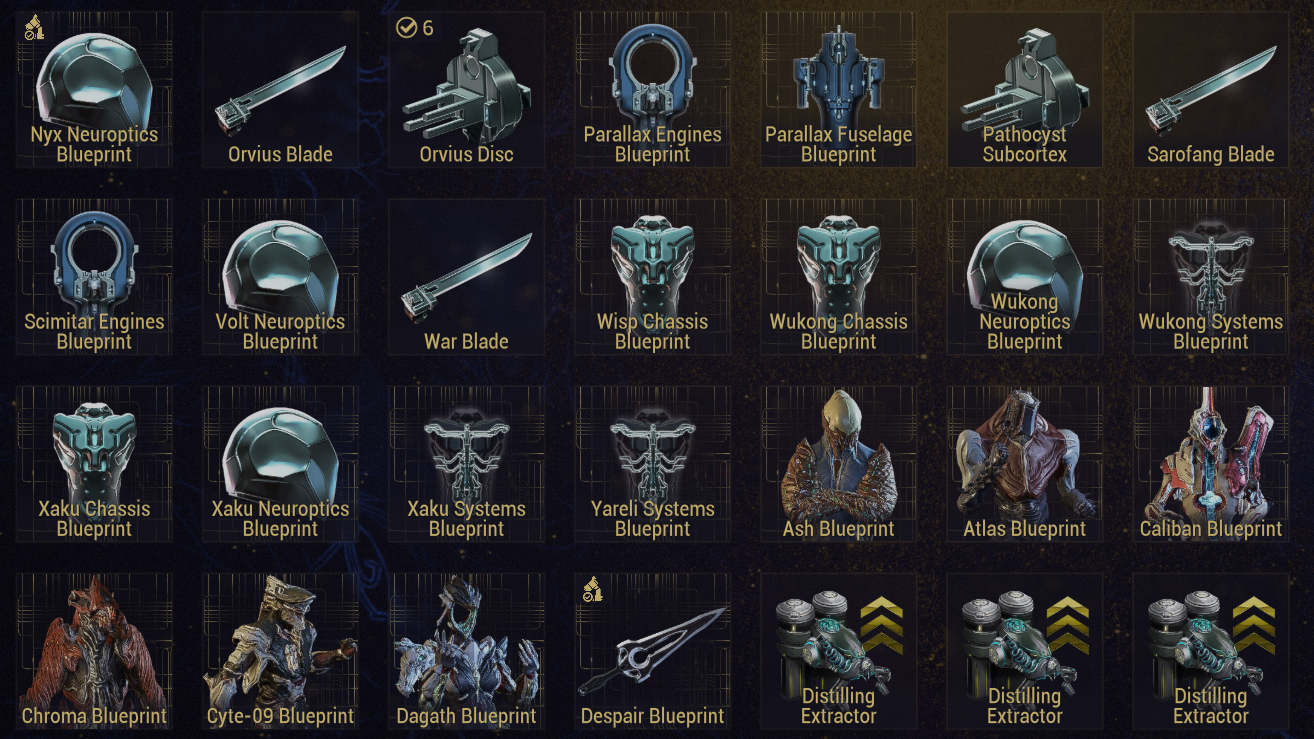 Nyx Neuroptics
Blueprint
Orvius Blade
6
Orvius Disc
Parallax Engines
Blueprint
Parallax Fuselage
Blueprint
Pathocyst
Subcortex
Sarofang Blade
Scimitar Engines
Blueprint
Volt Neuroptics
Blueprint
War Blade
Wisp Chassis
Blueprint
Wukong Chassis
Blueprint
Wukong
Neuroptics
Blueprint
Wukong Systems
Blueprint
Xaku Chassis
Blueprint
Xaku Neuroptics
Blueprint
Xaku Systems
Blueprint
Yareli Systems
Blueprint
Ash Blueprint
Atlas Blueprint
Caliban Blueprint
Chroma Blueprint
Cyte-09 Blueprint
Dagath Blueprint
Despair Blueprint
Distilling
Extractor
Distilling
Extractor
Distilling
Extractor